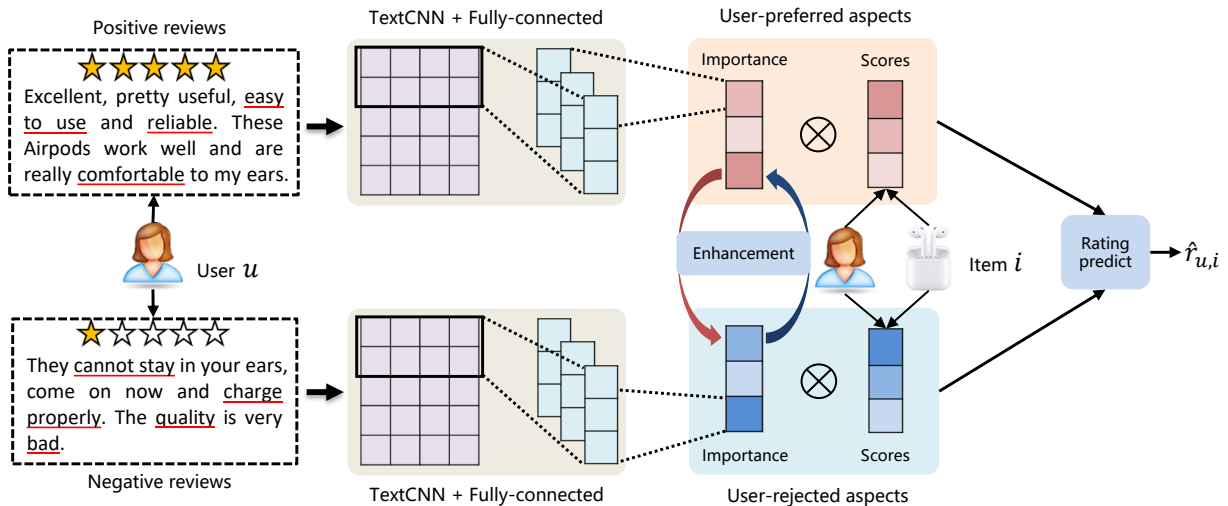 Positive reviews
Excellent, pretty useful, easy
to use and reliable. These
Airpods work well and are
really comfortable to my ears.
User u
They cannot stay in your ears,
come on now and charge
properly. The quality is very
bad.
Negative reviews
TextCNN + Fully-connected
TextCNN + Fully-connected
User-preferred aspects
Importance
Scores
Enhancement
Item i
Importance
Scores
User-rejected aspects
Rating
predict
r̂u,i